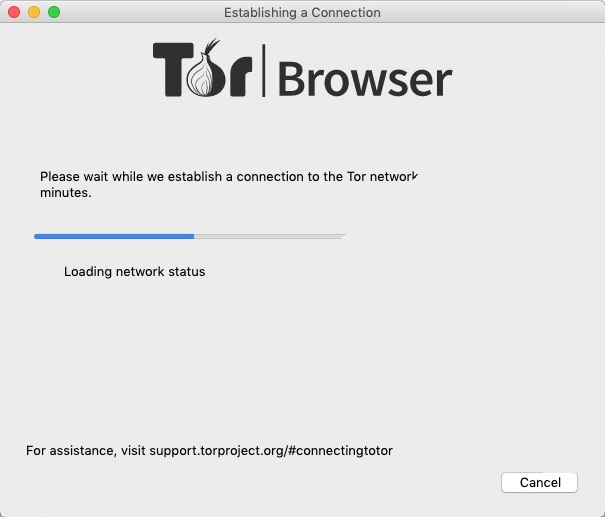 Establishing a Connection
Tor Browser
Please wait while we establish a connection to the Tor network
minutes.
Loading network status
For assistance, visit support.torproject.org/#connectingtotor
Cancel